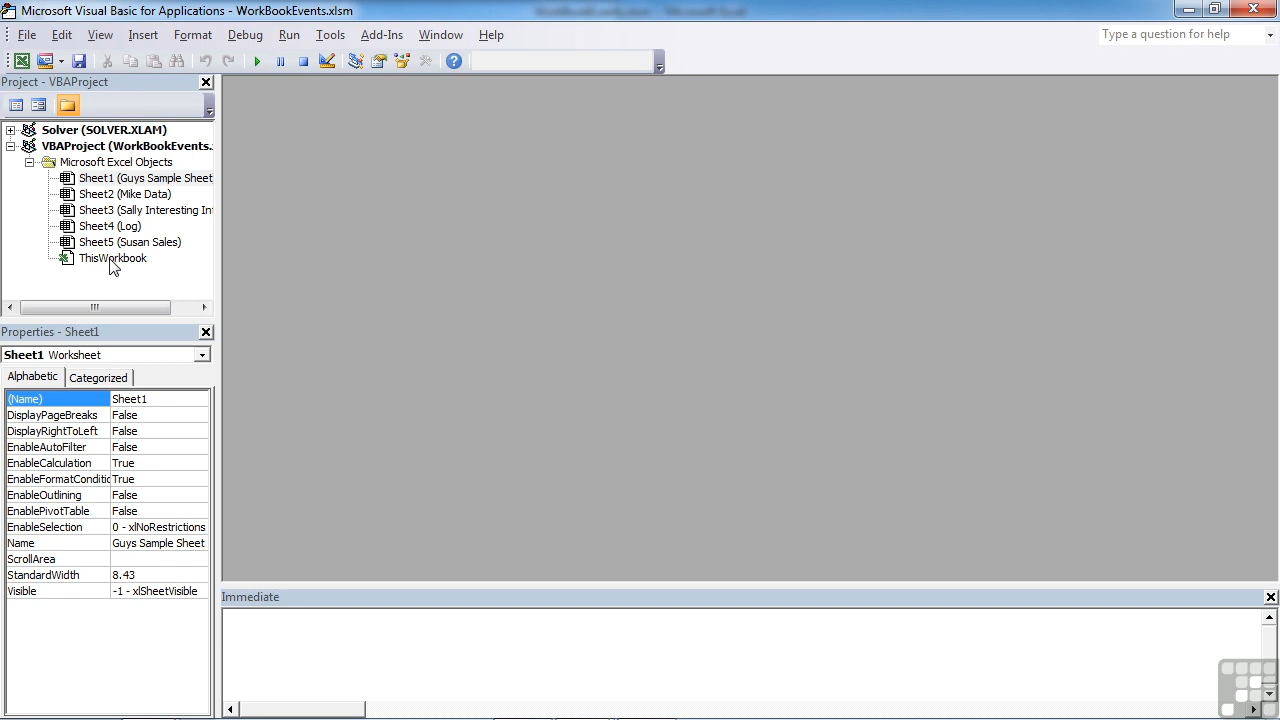 Microsoft Visual Basic for Applications - WorkBookEvents.xlsm
File Edit View Insert Format Debug Run Tools Add-Ins Window Help
Type a question for help
Project - VBAProject
Solver (SOLVER.XLAM)
VBAProject (WorkBookEvents.
Microsoft Excel Objects
Sheet1 (Guys Sample Sheet
Sheet2 (Mike Data)
Sheet3 (Sally Interesting In
Sheet4 (Log)
Sheet5 (Susan Sales)
ThisWorkbook
Properties - Sheet1
Sheet1 Worksheet
Alphabetic Categorized
(Name) Sheet1
DisplayPageBreaks False
DisplayRightToLeft False
EnableAutoFilter False
EnableCalculation True
EnableFormatConditic True
EnableOutlining False
EnablePivotTable False
EnableSelection 0 - xlNoRestrictions
Name Guys Sample Sheet
ScrollArea
StandardWidth 8.43
Visible -1 - xlSheetVisible
Immediate